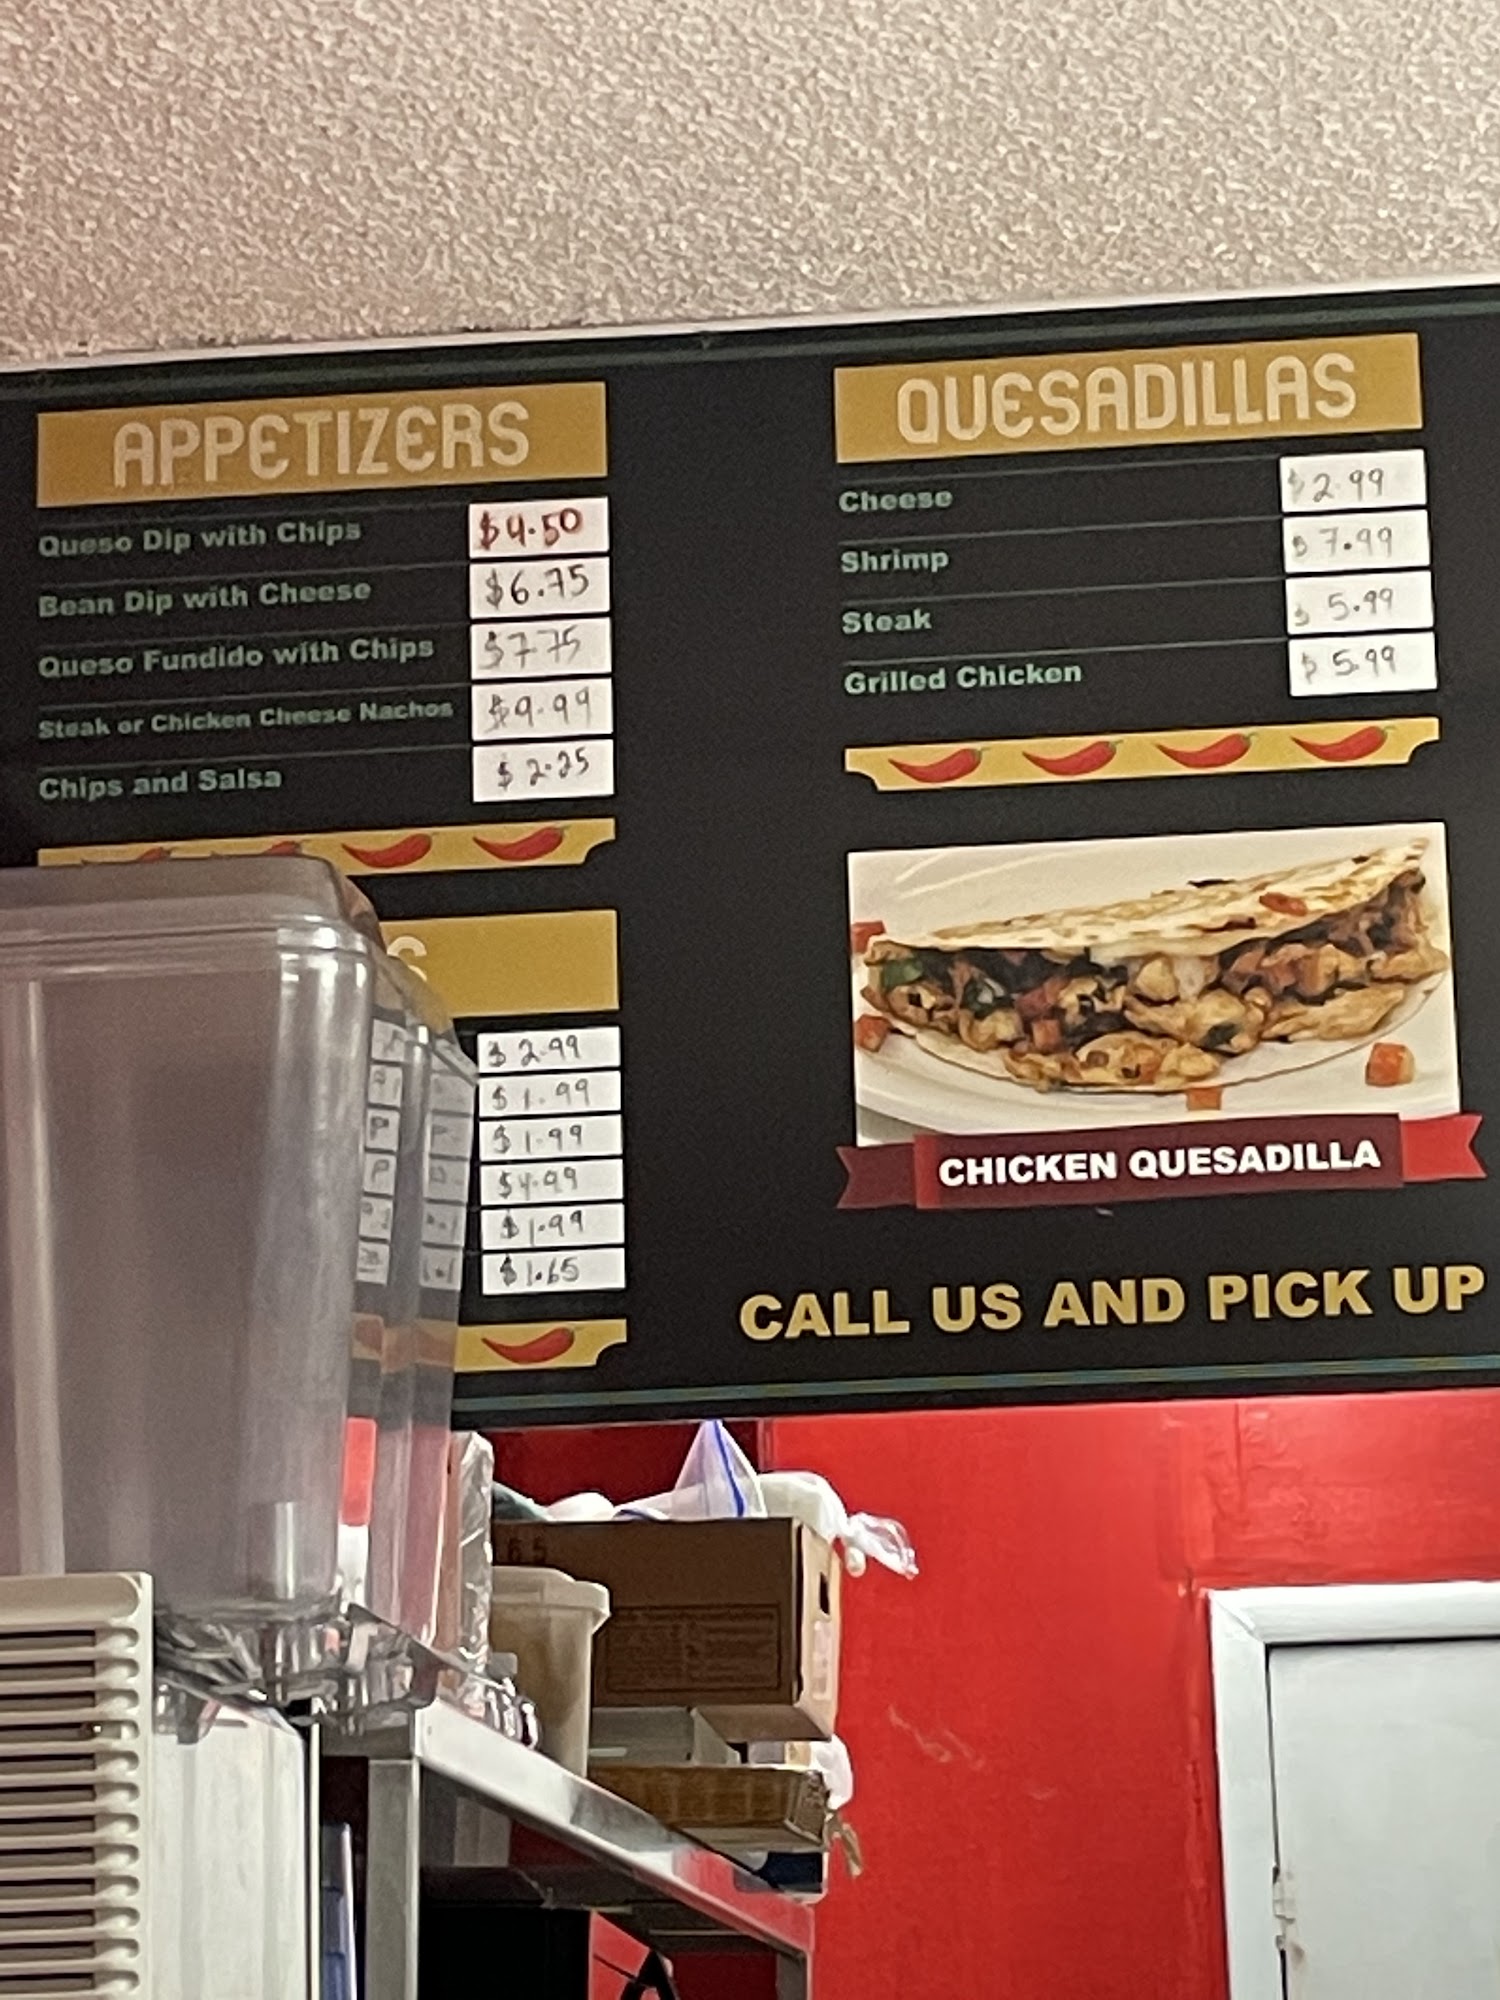 APPETIZERS
Queso Dip with Chips $4.50
Bean Dip with Cheese $6.75
Queso Fundido with Chips $7.75
Steak or Chicken Cheese Nachos $9.99
Chips and Salsa $2.25
S
$2.99
$1.99
$1.99
$4.99
$1.99
$1.65
QUESADILLAS
Cheese $2.99
Shrimp $7.99
Steak $5.99
Grilled Chicken $5.99
CHICKEN QUESADILLA
CALL US AND PICK UP
65